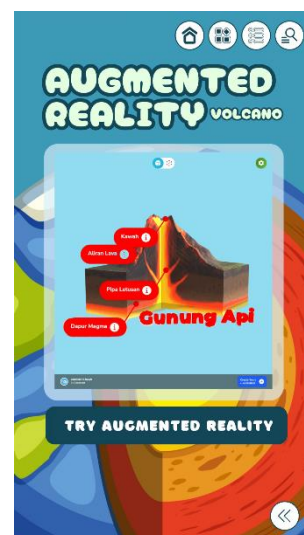 AUGMENTED
REALITY VOLCANO
Kawah
Aliran Lava
Pipa Letusan
Dapur Magma
Gunung Api
TRY AUGMENTED REALITY